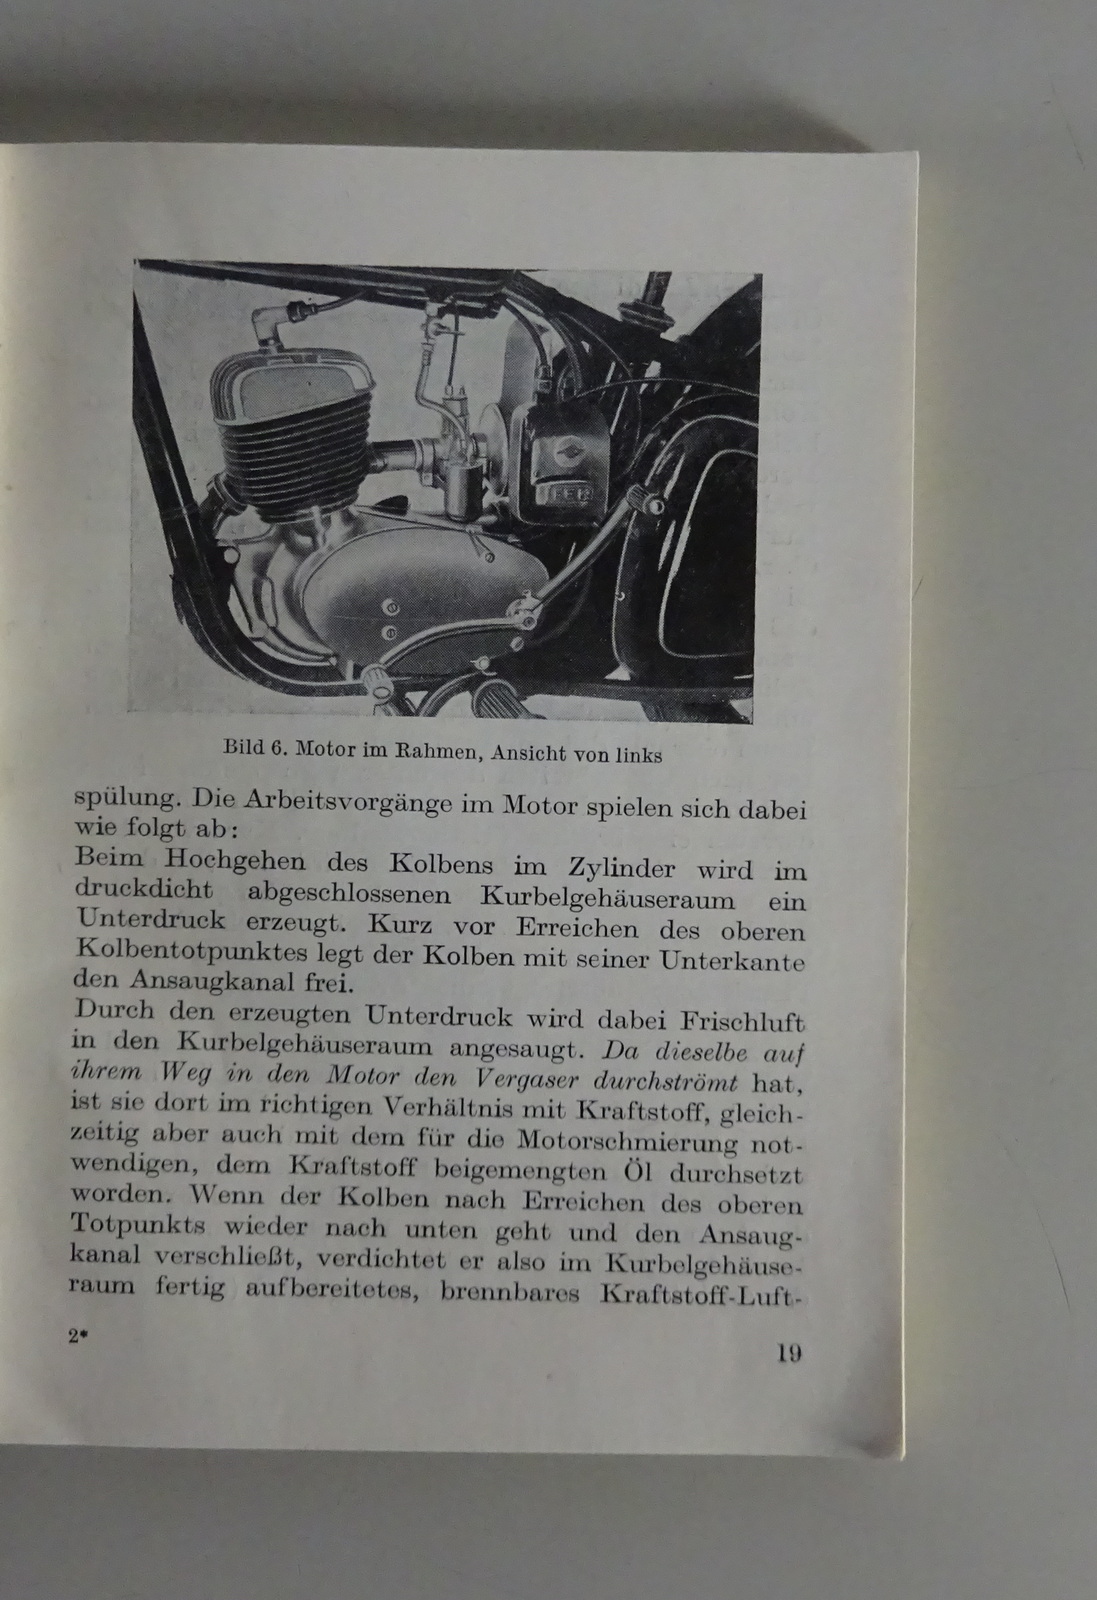 Bild 6. Motor im Rahmen, Ansicht von links
spülung. Die Arbeitsvorgänge im Motor spielen sich dabei
wie folgt ab:
Beim Hochgehen des Kolbens im Zylinder wird im
druckdicht abgeschlossenen Kurbelgehäuseraum ein
Unterdruck erzeugt. Kurz vor Erreichen des oberen
Kolbentotpunktes legt der Kolben mit seiner Unterkante
den Ansaugkanal frei.
Durch den erzeugten Unterdruck wird dabei Frischluft
in den Kurbelgehäuseraum angesaugt. Da dieselbe auf
ihrem Weg in den Motor den Vergaser durchströmt hat,
ist sie dort im richtigen Verhältnis mit Kraftstoff, gleich-
zeitig aber auch mit dem für die Motorschmierung not-
wendigen, dem Kraftstoff beigemengten Öl durchsetzt
worden. Wenn der Kolben nach Erreichen des oberen
Totpunkts wieder nach unten geht und den Ansaug-
kanal verschließt, verdichtet er also im Kurbelgehäuse-
raum fertig aufbereitetes, brennbares Kraftstoff-Luft-
2*
19